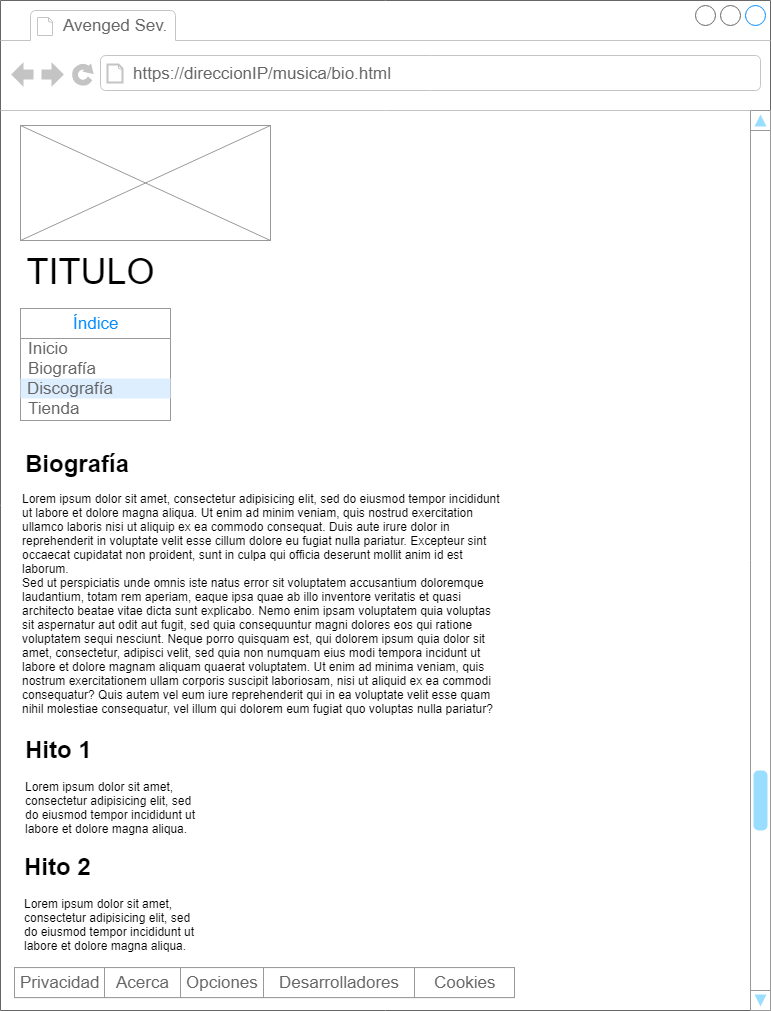 Avenged Sev.
https://direccionIP/musica/bio.html
TITULO
Índice
Inicio
Biografía
Discografía
Tienda
Biografía
Lorem ipsum dolor sit amet, consectetur adipisicing elit, sed do eiusmod tempor incididunt
ut labore et dolore magna aliqua. Ut enim ad minim veniam, quis nostrud exercitation
ullamco laboris nisi ut aliquip ex ea commodo consequat. Duis aute irure dolor in
reprehenderit in voluptate velit esse cillum dolore eu fugiat nulla pariatur. Excepteur sint
occaecat cupidatat non proident, sunt in culpa qui officia deserunt mollit anim id est
laborum.
Sed ut perspiciatis unde omnis iste natus error sit voluptatem accusantium doloremque
laudantium, totam rem aperiam, eaque ipsa quae ab illo inventore veritatis et quasi
architecto beatae vitae dicta sunt explicabo. Nemo enim ipsam voluptatem quia voluptas
sit aspernatur aut odit aut fugit, sed quia consequuntur magni dolores eos qui ratione
voluptatem sequi nesciunt. Neque porro quisquam est, qui dolorem ipsum quia dolor sit
amet, consectetur, adipisci velit, sed quia non numquam eius modi tempora incidunt ut
labore et dolore magnam aliquam quaerat voluptatem. Ut enim ad minima veniam, quis
nostrum exercitationem ullam corporis suscipit laboriosam, nisi ut aliquid ex ea commodi
consequatur? Quis autem vel eum iure reprehenderit qui in ea voluptate velit esse quam
nihil molestiae consequatur, vel illum qui dolorem eum fugiat quo voluptas nulla pariatur?
Hito 1
Lorem ipsum dolor sit amet,
consectetur adipisicing elit, sed
do eiusmod tempor incididunt ut
labore et dolore magna aliqua.
Hito 2
Lorem ipsum dolor sit amet,
consectetur adipisicing elit, sed
do eiusmod tempor incididunt ut
labore et dolore magna aliqua.
Privacidad Acerca Opciones Desarrolladores Cookies